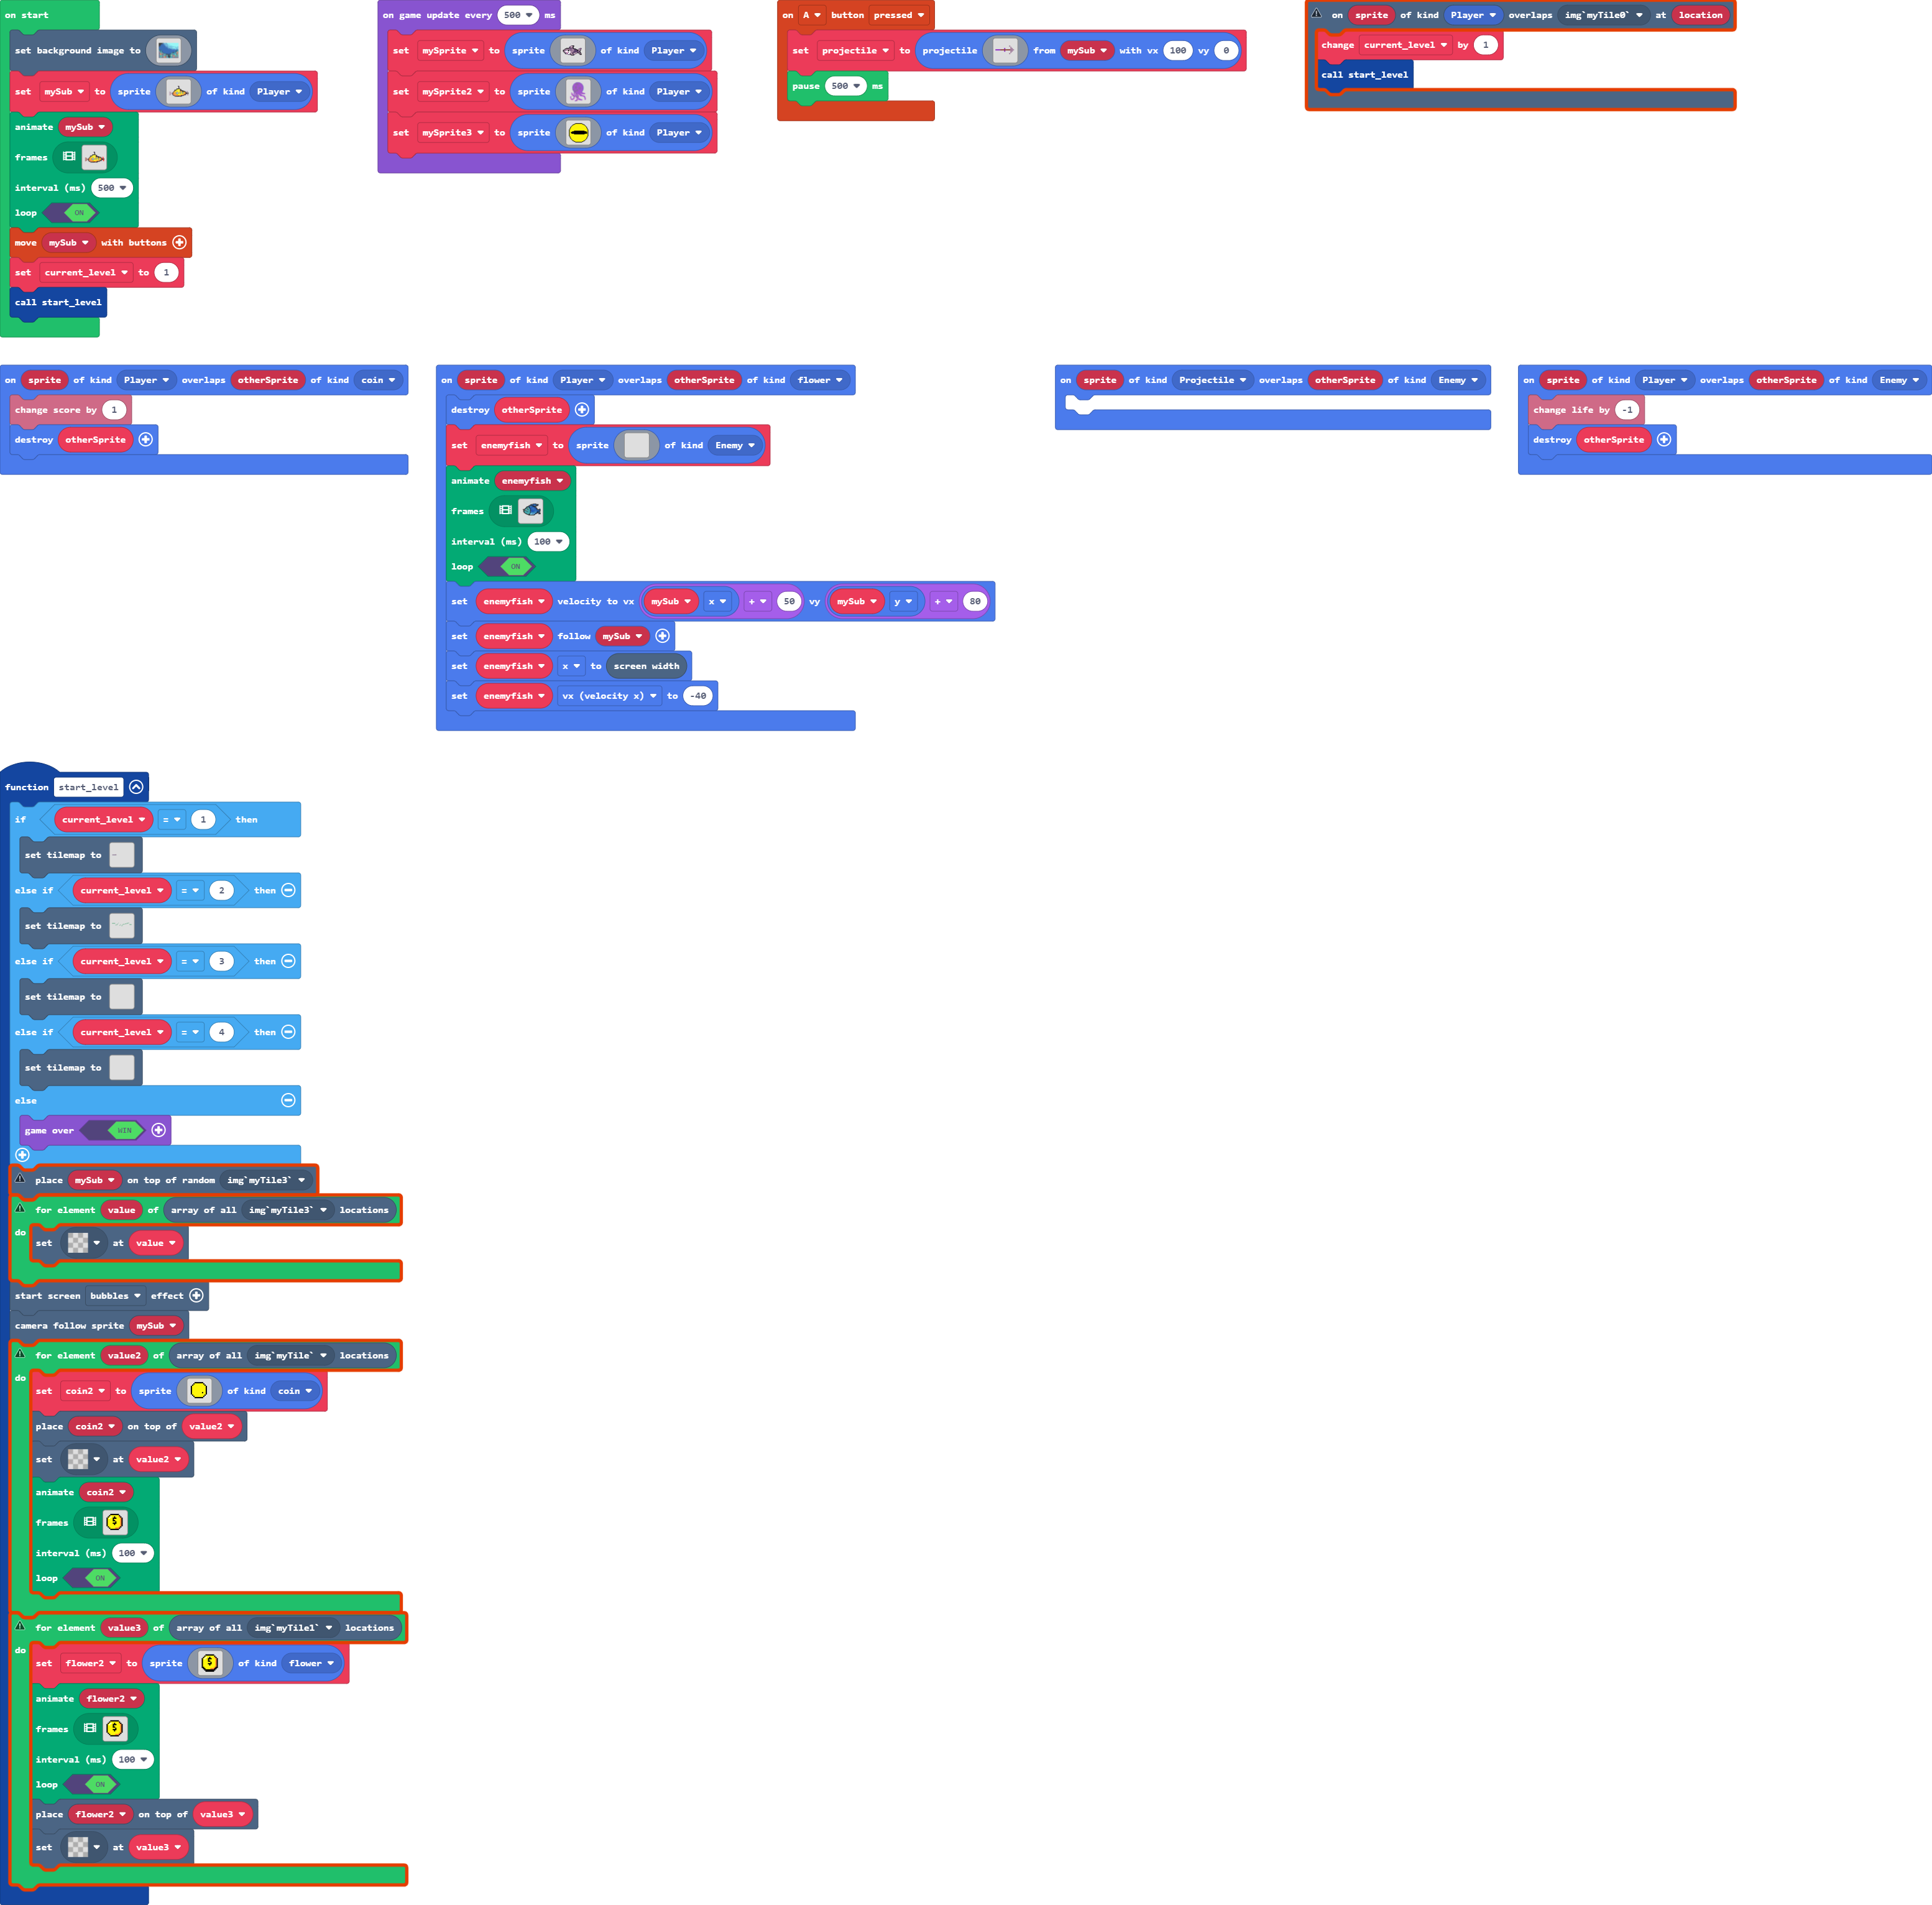 on start
set background image to
set mySub to sprite of kind Player
animate mySub
frames
interval (ms) 500
loop ON
move mySub with buttons
set current_level to 1
call start_level
on game update every 500 ms
set mySprite to sprite of kind Player
set mySprite2 to sprite of kind Player
set mySprite3 to sprite of kind Player
on A button pressed
set projectile to projectile from mySub with vx 100 vy 0
pause 500 ms
on sprite of kind Player overlaps img`myTile0` at location
change current_level by 1
call start_level
on sprite of kind Player overlaps otherSprite of kind coin
change score by 1
destroy otherSprite
on sprite of kind Player overlaps otherSprite of kind flower
destroy otherSprite
set enemyfish to sprite of kind Enemy
animate enemyfish
frames
interval (ms) 100
loop ON
set enemyfish velocity to vx mySub x + 50 vy mySub y + 80
set enemyfish follow mySub
set enemyfish x to screen width
set enemyfish vx (velocity x) to -40
on sprite of kind Projectile overlaps otherSprite of kind Enemy
on sprite of kind Player overlaps otherSprite of kind Enemy
change life by -1
destroy otherSprite
function start_level
if current_level = 1 then
set tilemap to
else if current_level = 2 then
set tilemap to
else if current_level = 3 then
set tilemap to
else if current_level = 4 then
set tilemap to
else
game over WIN
place mySub on top of random img`myTile3`
for element value of array of all img`myTile3` locations
do
set at value
start screen bubbles effect
camera follow sprite mySub
for element value2 of array of all img`myTile` locations
do
set coin2 to sprite of kind coin
place coin2 on top of value2
set at value2
animate coin2
frames
interval (ms) 100
loop ON
for element value3 of array of all img`myTile1` locations
do
set flower2 to sprite of kind flower
animate flower2
frames
interval (ms) 100
loop ON
place flower2 on top of value3
set at value3